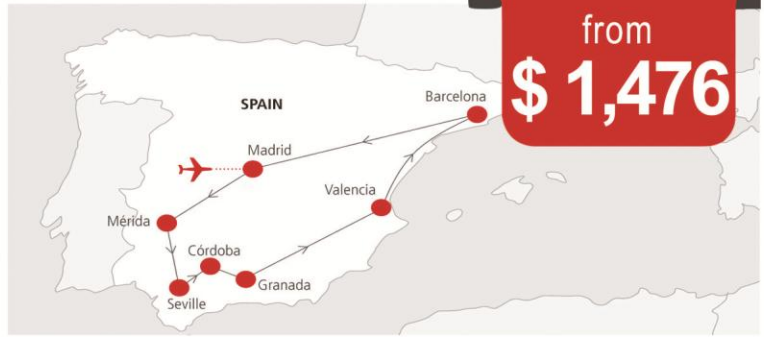 from
$ 1,476
SPAIN
Barcelona
Madrid
Valencia
Mérida
Córdoba
Granada
Seville